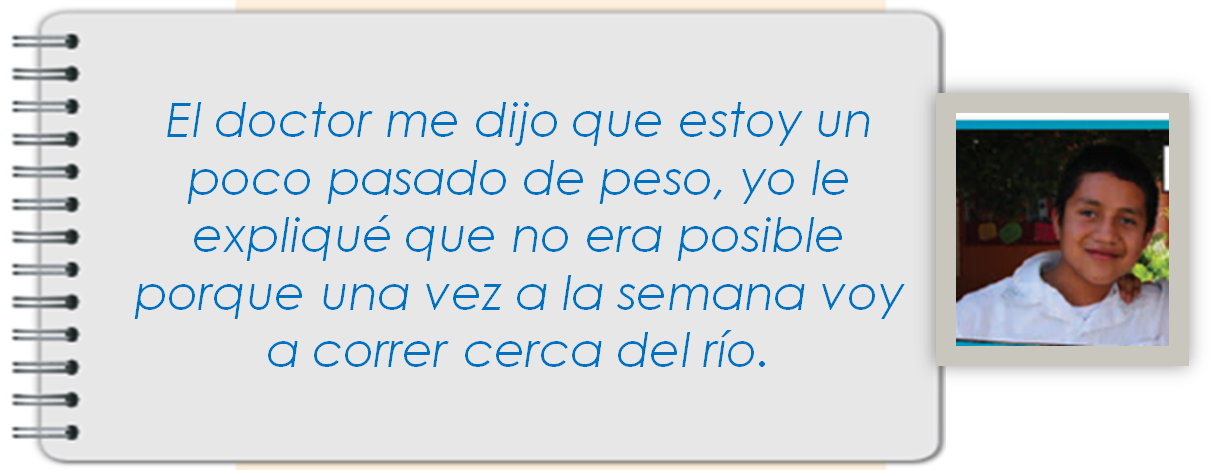 El doctor me dijo que estoy un
poco pasado de peso, yo le
expliqué que no era posible
porque una vez a la semana voy
a correr cerca del río.